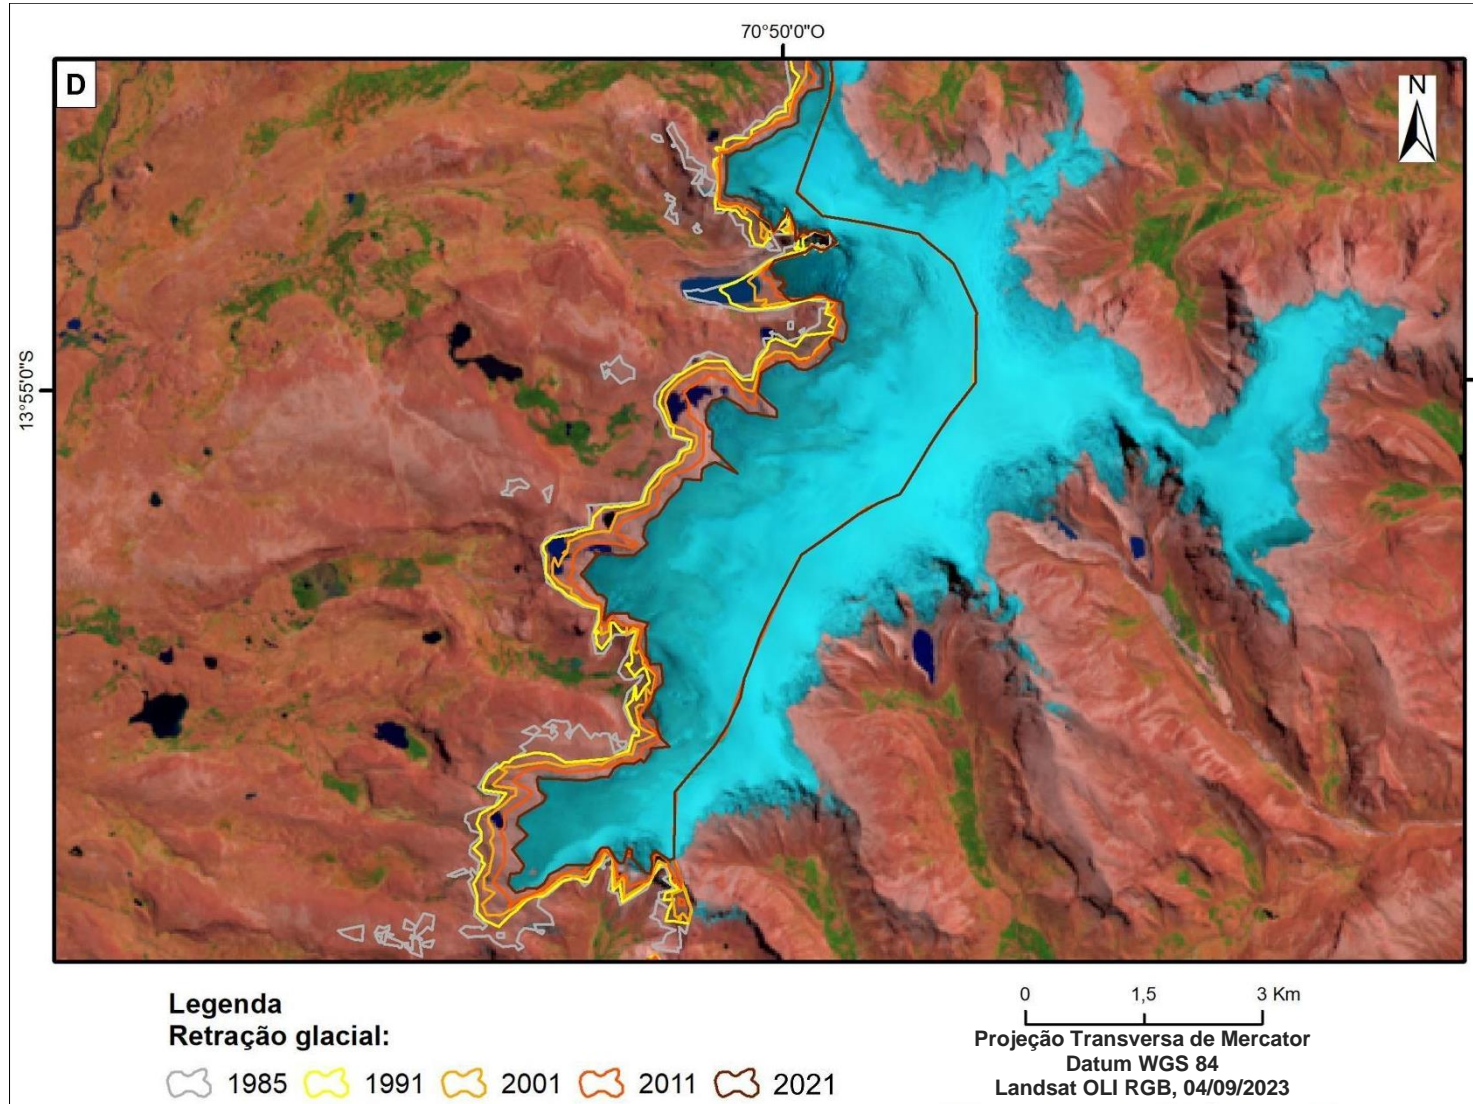 70°50'0"O
D
N
13°55'0"S
Legenda
Retração glacial:
1985 1991 2001 2011 2021
0 1,5 3 Km
Projeção Transversa de Mercator
Datum WGS 84
Landsat OLI RGB, 04/09/2023